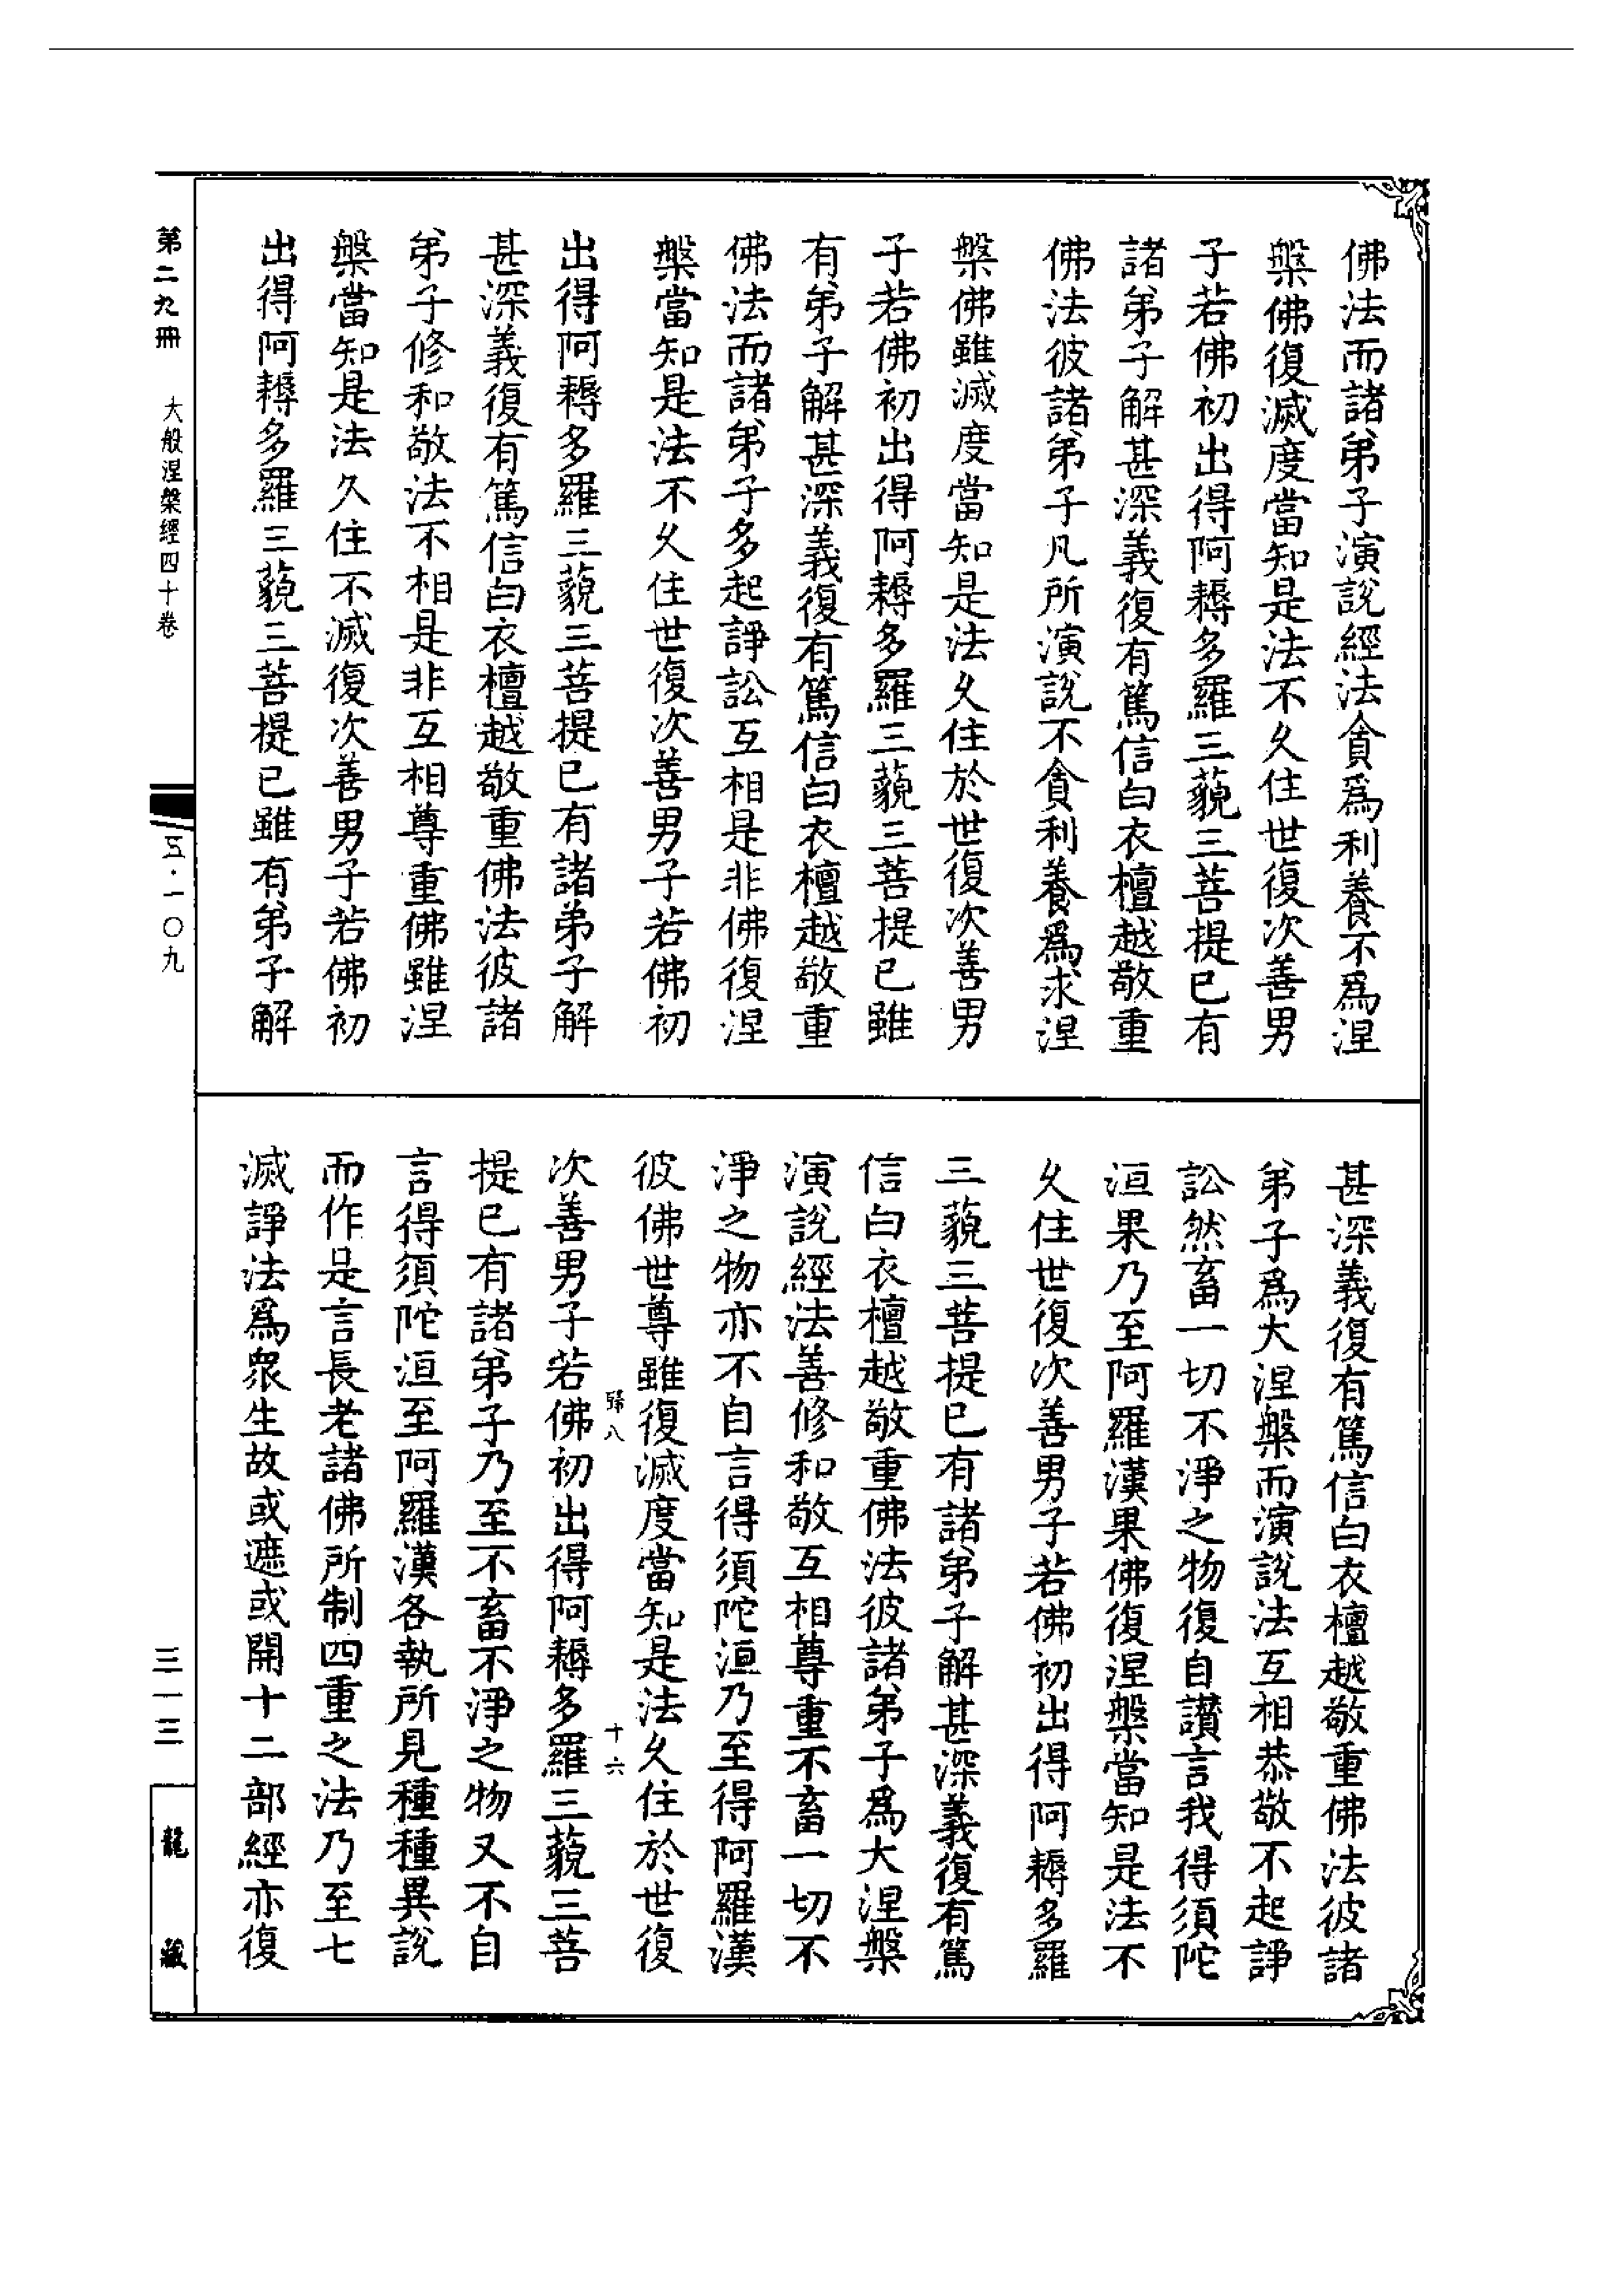 佛法而諸弟子演說經法貪爲利養不爲涅
槃佛復滅度當知是法不久住世復次善男
子若佛初出得阿耨多羅三藐三菩提已有
諸弟子解甚深義復有篤信白衣檀越敬重
佛法彼諸弟子凡所演說不貪利養爲求涅
槃佛雖滅度當知是法久住於世復次善男
子若佛初出得阿耨多羅三藐三菩提已雖
有弟子解甚深義復有篤信白衣檀越敬重
佛法而諸弟子多起諍訟互相是非佛復涅
槃當知是法不久住世復次善男子若佛初
出得阿耨多羅三藐三菩提已有諸弟子解
甚深義復有篤信白衣檀越敬重佛法彼諸
弟子修和敬法不相是非互相尊重佛雖涅
槃當知是法久住不滅復次善男子若佛初
出得阿耨多羅三藐三菩提已雖有弟子解
甚深義復有篤信白衣檀越敬重佛法彼諸
弟子爲大涅槃而演說法互相恭敬不起諍
訟然畜一切不淨之物復自讚言我得須陀
洹果乃至阿羅漢果佛復涅槃當知是法不
久住世復次善男子若佛初出得阿耨多羅
三藐三菩提已有諸弟子解甚深義復有篤
信白衣檀越敬重佛法彼諸弟子爲大涅槃
演說經法善修和敬互相尊重不畜一切不
淨之物亦不自言得須陀洹乃至得阿羅漢
彼佛世尊雖復滅度當知是法久住於世復
歸八 十六
次善男子若佛初出得阿耨多羅三藐三菩
提已有諸弟子乃至不畜不淨之物又不自
言得須陀洹至阿羅漢各執所見種種異說
而作是言長老諸佛所制四重之法乃至七
滅諍法爲衆生故或遮或開十二部經亦復
第二九冊 大般涅槃經四十卷
五·一〇九
三一三
龍藏